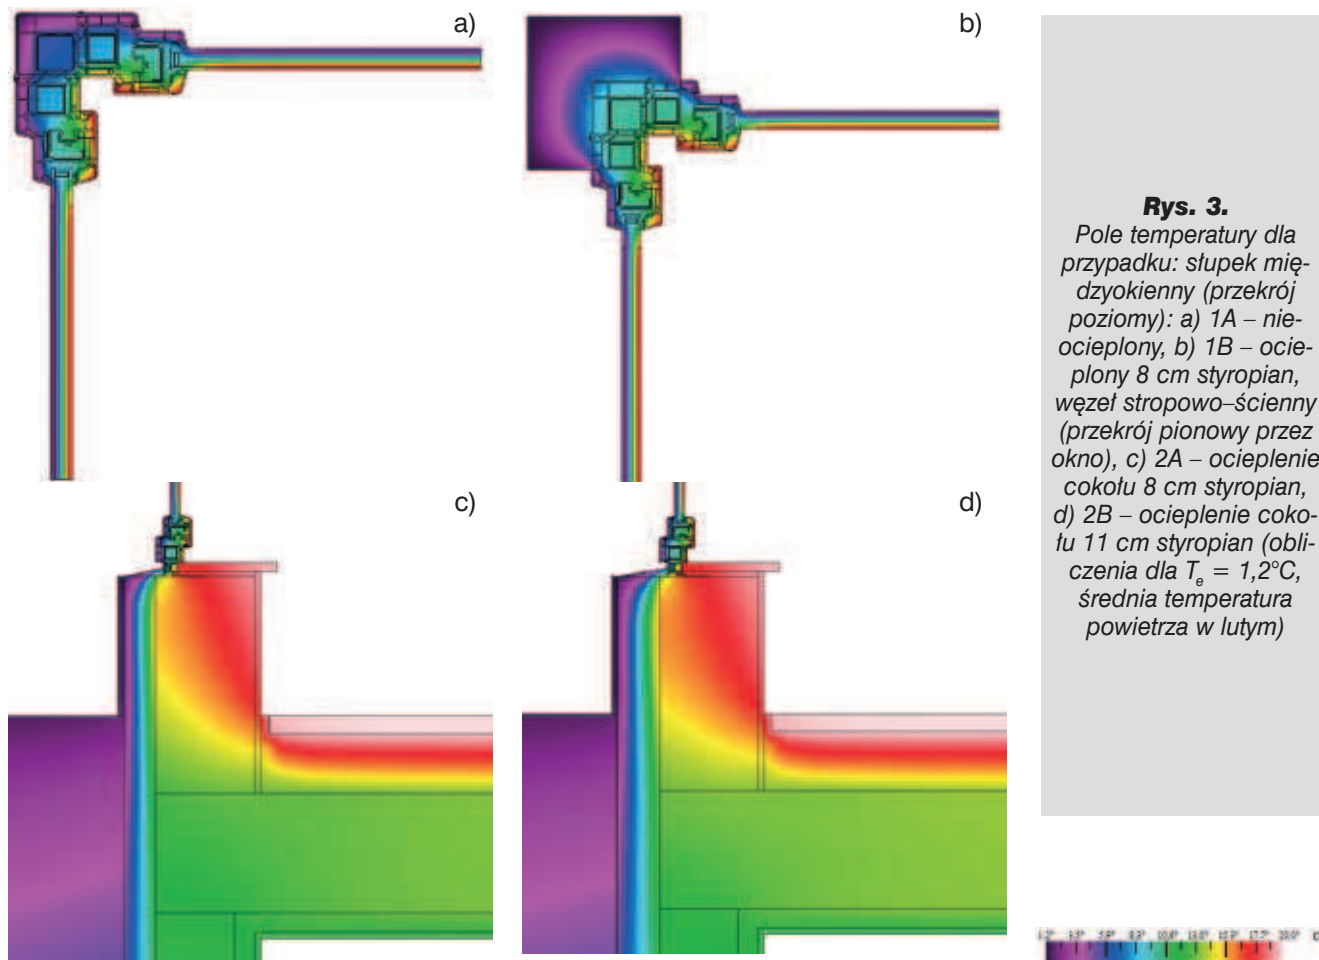 a)
b)
c)
d)
Rys. 3.
Pole temperatury dla
przypadku: słupek mię-
dzyokienny (przekrój
poziomy): a) 1A – nie-
ocieplony, b) 1B – ocie-
plony 8 cm styropian,
węzeł stropowo–ścienny
(przekrój pionowy przez
okno), c) 2A – ocieplenie
cokołu 8 cm styropian,
d) 2B – ocieplenie coko-
łu 11 cm styropian (obli-
czenia dla Te = 1,2°C,
średnia temperatura
powietrza w lutym)